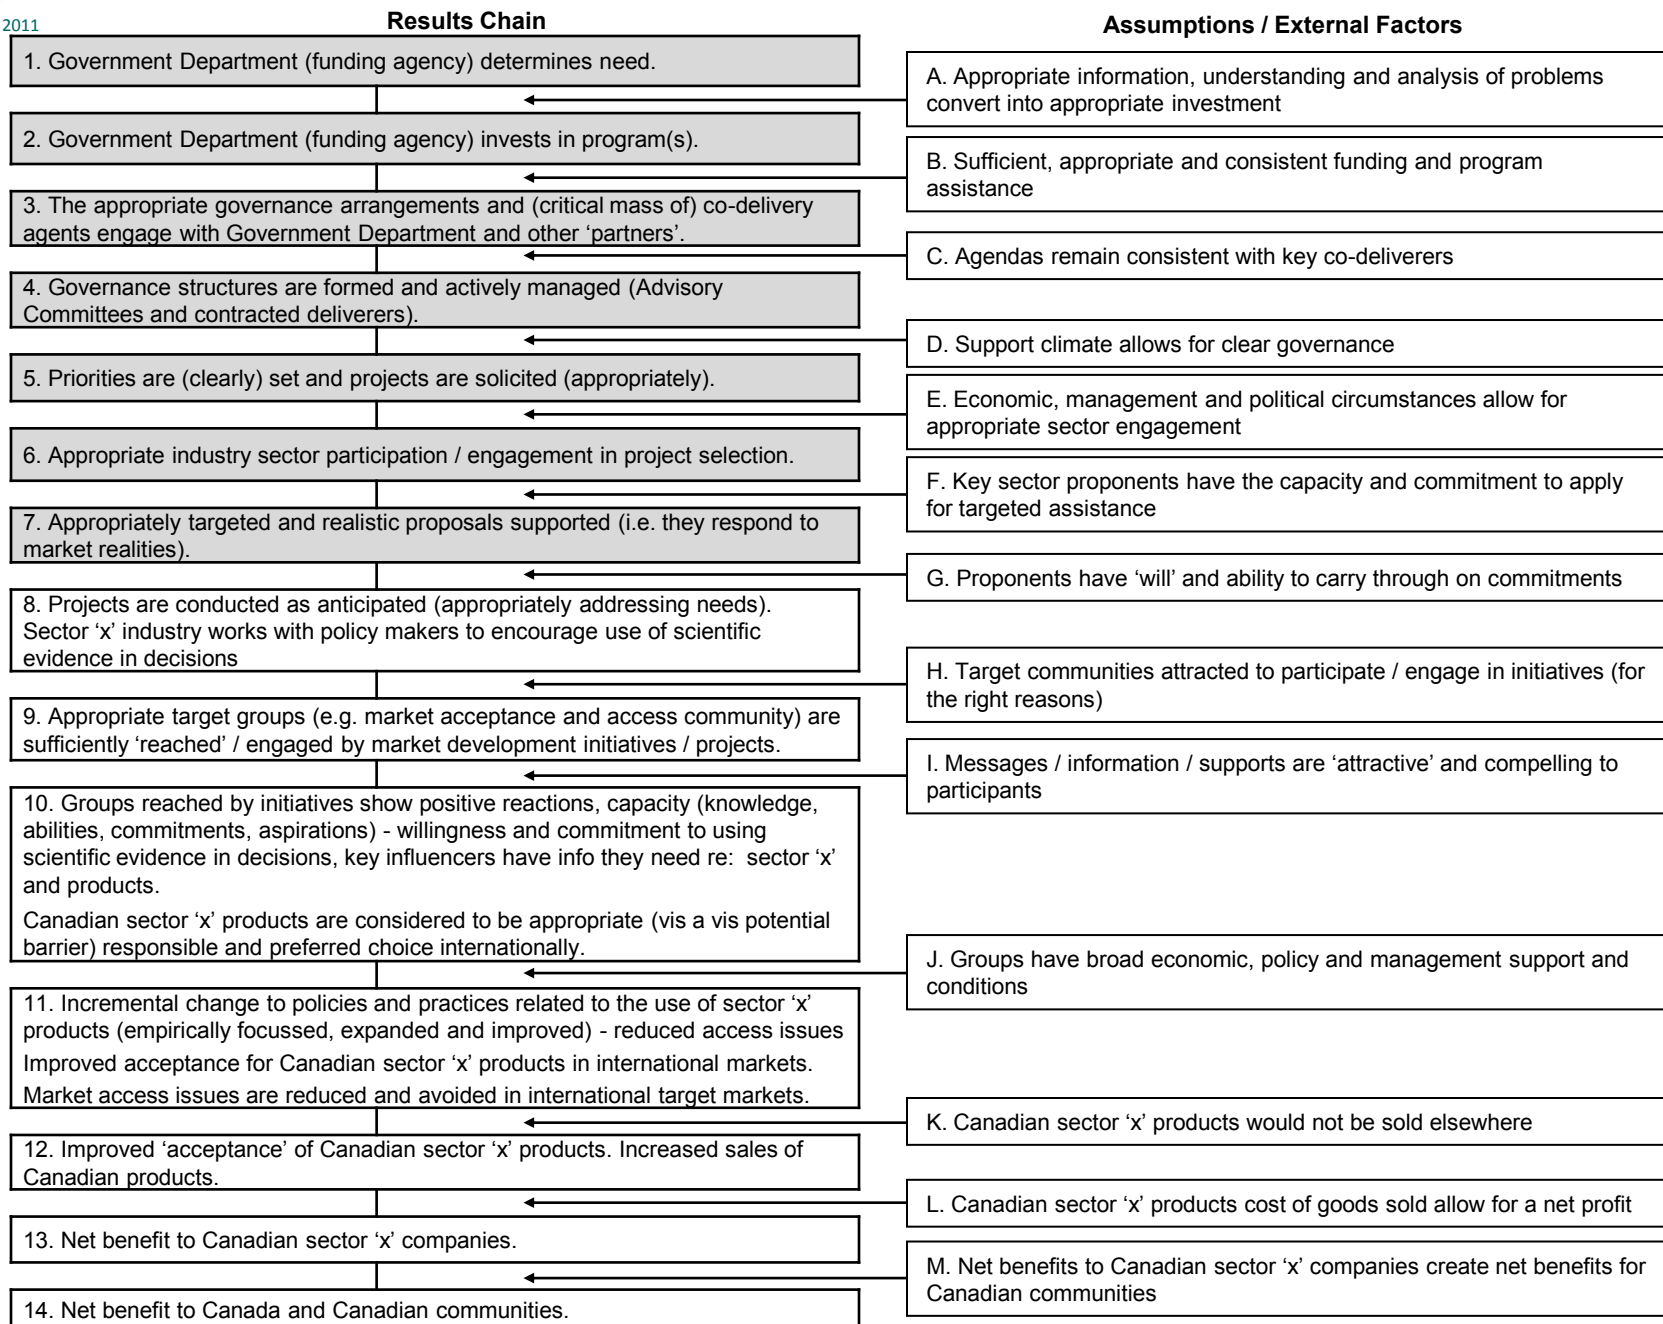 2011
Results Chain
Assumptions / External Factors
1. Government Department (funding agency) determines need.
A. Appropriate information, understanding and analysis of problems
convert into appropriate investment
2. Government Department (funding agency) invests in program(s).
B. Sufficient, appropriate and consistent funding and program
assistance
3. The appropriate governance arrangements and (critical mass of) co-delivery
agents engage with Government Department and other ‘partners’.
C. Agendas remain consistent with key co-deliverers
4. Governance structures are formed and actively managed (Advisory
Committees and contracted deliverers).
D. Support climate allows for clear governance
5. Priorities are (clearly) set and projects are solicited (appropriately).
E. Economic, management and political circumstances allow for
appropriate sector engagement
6. Appropriate industry sector participation / engagement in project selection.
F. Key sector proponents have the capacity and commitment to apply
for targeted assistance
7. Appropriately targeted and realistic proposals supported (i.e. they respond to
market realities).
G. Proponents have ‘will’ and ability to carry through on commitments
8. Projects are conducted as anticipated (appropriately addressing needs).
Sector ‘x’ industry works with policy makers to encourage use of scientific
evidence in decisions
H. Target communities attracted to participate / engage in initiatives (for
the right reasons)
9. Appropriate target groups (e.g. market acceptance and access community) are
sufficiently ‘reached’ / engaged by market development initiatives / projects.
I. Messages / information / supports are ‘attractive’ and compelling to
participants
10. Groups reached by initiatives show positive reactions, capacity (knowledge,
abilities, commitments, aspirations) - willingness and commitment to using
scientific evidence in decisions, key influencers have info they need re: sector ‘x’
and products.
Canadian sector ‘x’ products are considered to be appropriate (vis a vis potential
barrier) responsible and preferred choice internationally.
J. Groups have broad economic, policy and management support and
conditions
11. Incremental change to policies and practices related to the use of sector ‘x’
products (empirically focussed, expanded and improved) - reduced access issues
Improved acceptance for Canadian sector ‘x’ products in international markets.
Market access issues are reduced and avoided in international target markets.
K. Canadian sector ‘x’ products would not be sold elsewhere
12. Improved ‘acceptance’ of Canadian sector ‘x’ products. Increased sales of
Canadian products.
L. Canadian sector ‘x’ products cost of goods sold allow for a net profit
13. Net benefit to Canadian sector ‘x’ companies.
M. Net benefits to Canadian sector ‘x’ companies create net benefits for
Canadian communities
14. Net benefit to Canada and Canadian communities.